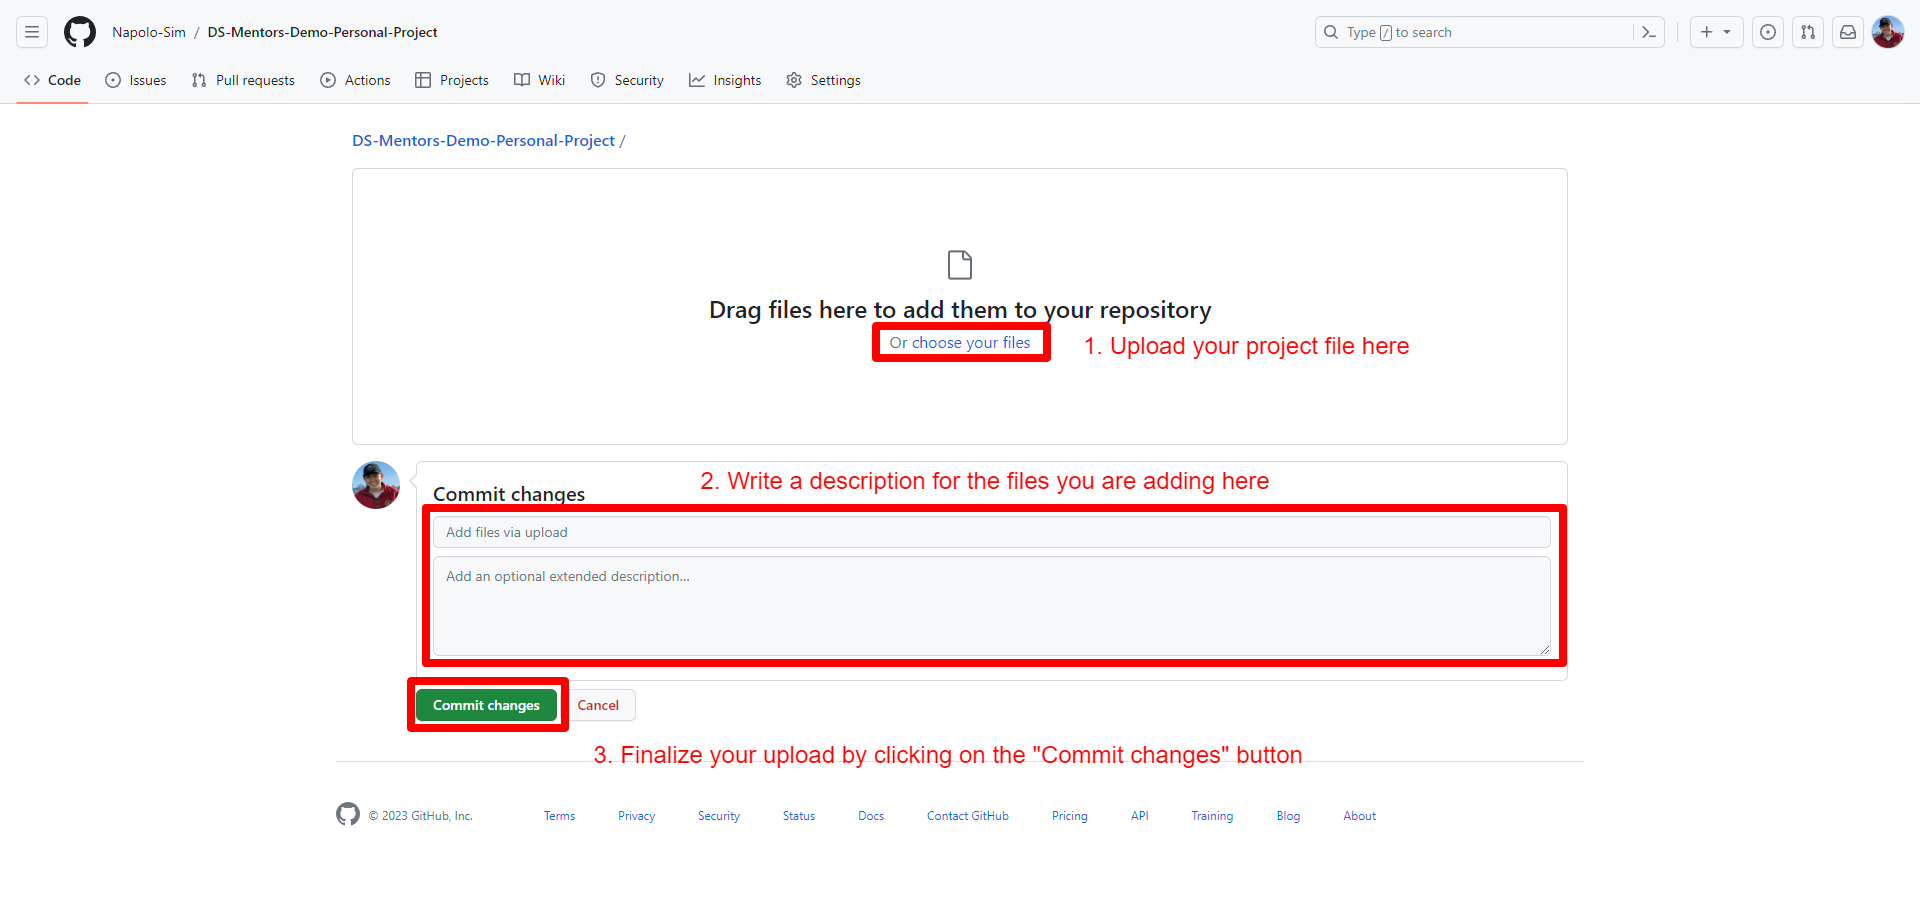 Napolo-Sim / DS-Mentors-Demo-Personal-Project
Type / to search
Code Issues Pull requests Actions Projects Wiki Security Insights Settings
DS-Mentors-Demo-Personal-Project /
Drag files here to add them to your repository
Or choose your files
1. Upload your project file here
2. Write a description for the files you are adding here
Commit changes
Add files via upload
Add an optional extended description...
Commit changes Cancel
3. Finalize your upload by clicking on the "Commit changes" button
© 2023 GitHub, Inc. Terms Privacy Security Status Docs Contact GitHub Pricing API Training Blog About